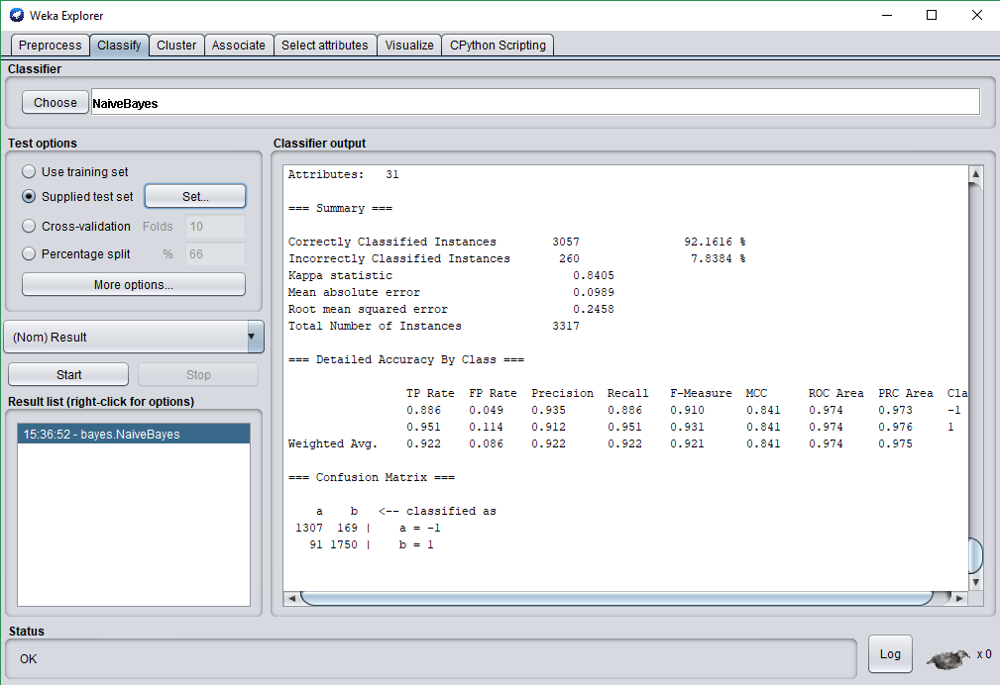 Weka Explorer
Preprocess Classify Cluster Associate Select attributes Visualize CPython Scripting
Classifier
Choose NaiveBayes
Test options
Use training set
Supplied test set Set...
Cross-validation Folds 10
Percentage split % 66
More options...
(Nom) Result
Start Stop
Result list (right-click for options)
15:36:52 - bayes.NaiveBayes
Classifier output
Attributes: 31
=== Summary ===
Correctly Classified Instances 3057 92.1616 %
Incorrectly Classified Instances 260 7.8384 %
Kappa statistic 0.8405
Mean absolute error 0.0989
Root mean squared error 0.2458
Total Number of Instances 3317
=== Detailed Accuracy By Class ===
TP Rate FP Rate Precision Recall F-Measure MCC ROC Area PRC Area Cla
0.886 0.049 0.935 0.886 0.910 0.841 0.974 0.973 -1
0.951 0.114 0.912 0.951 0.931 0.841 0.974 0.976 1
Weighted Avg. 0.922 0.086 0.922 0.922 0.921 0.841 0.974 0.975
=== Confusion Matrix ===
a b <-- classified as
1307 169 | a = -1
91 1750 | b = 1
Status
OK
Log x 0